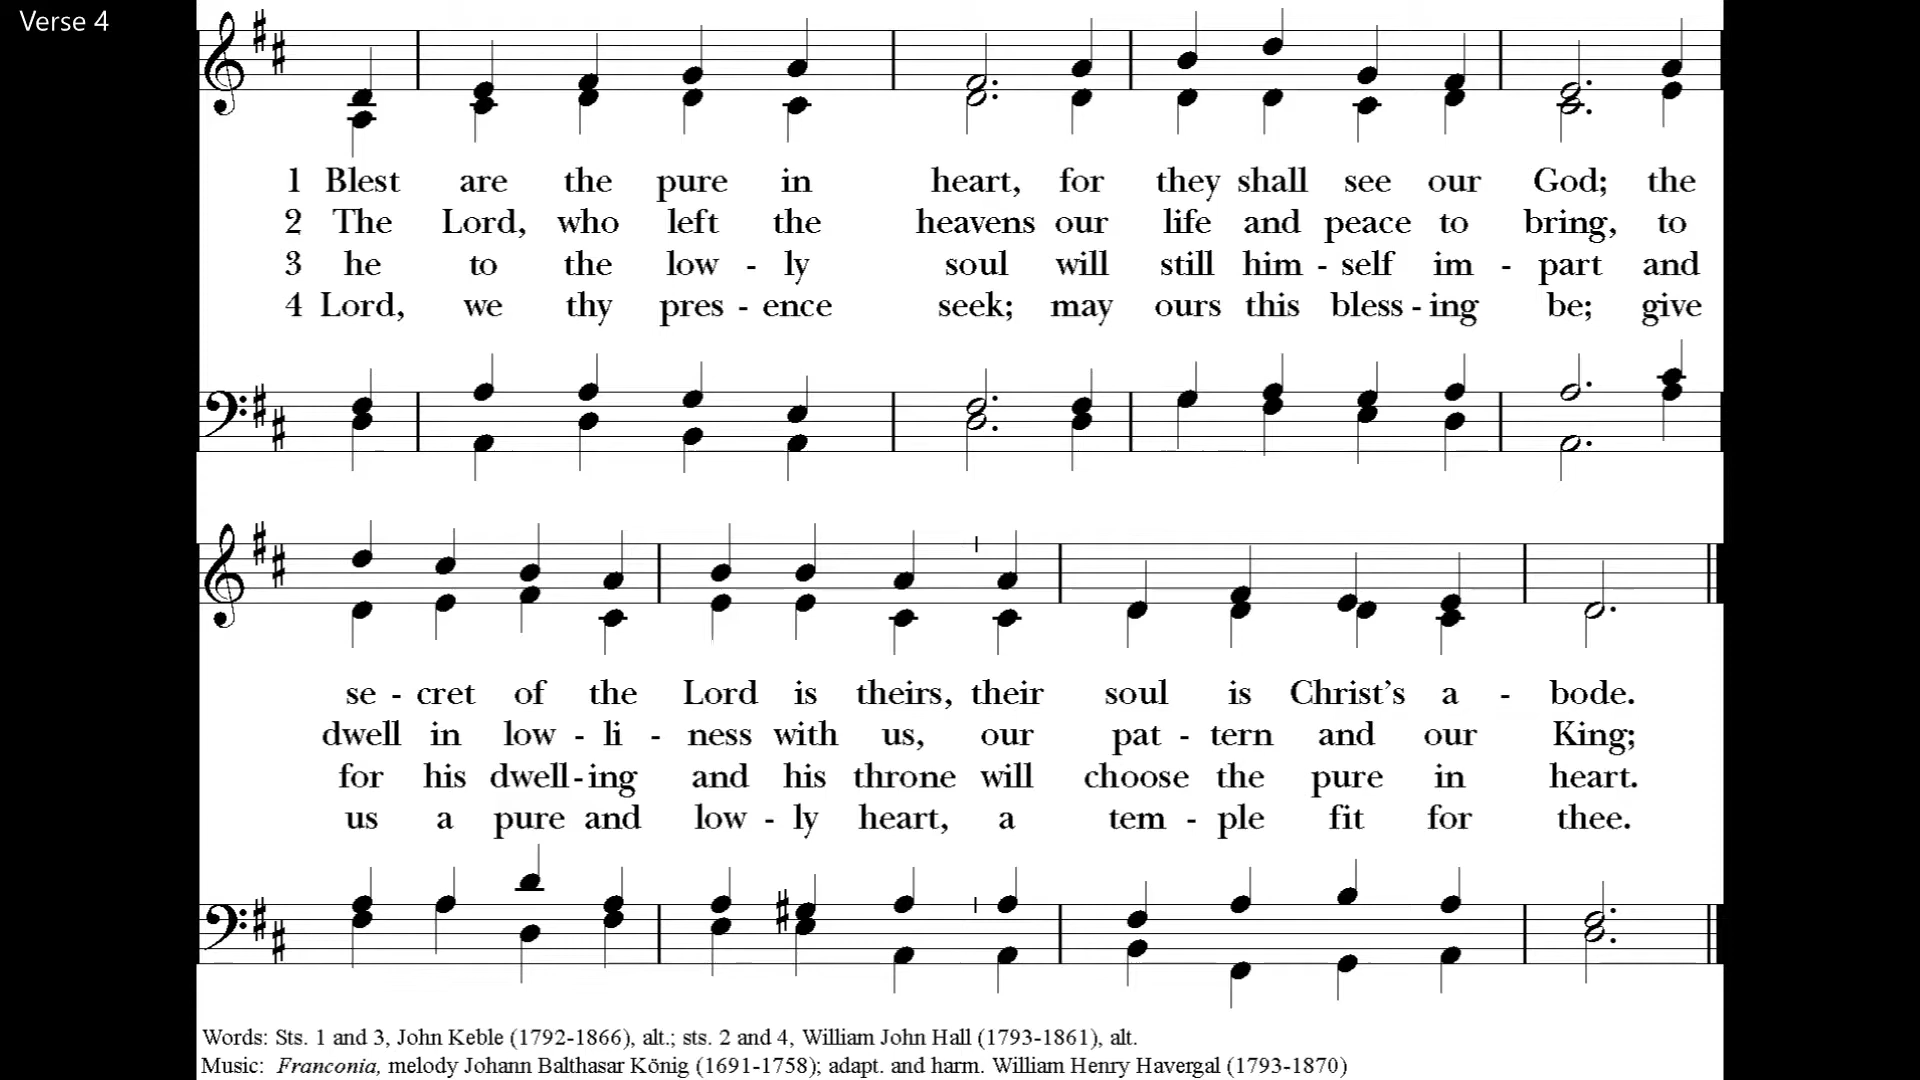 Verse 4
1 Blest are the pure in heart, for they shall see our God; the
2 The Lord, who left the heavens our life and peace to bring, to
3 he to the low - ly soul will still him - self im - part and
4 Lord, we thy pres - ence seek; may ours this bless - ing be; give
se - cret of the Lord is theirs, their soul is Christ's a - bode.
dwell in low - li - ness with us, our pat - tern and our King;
for his dwell - ing and his throne will choose the pure in heart.
us a pure and low - ly heart, a tem - ple fit for thee.
Words: Sts. 1 and 3, John Keble (1792-1866), alt.; sts. 2 and 4, William John Hall (1793-1861), alt.
Music: Franconia, melody Johann Balthasar König (1691-1758); adapt. and harm. William Henry Havergal (1793-1870)